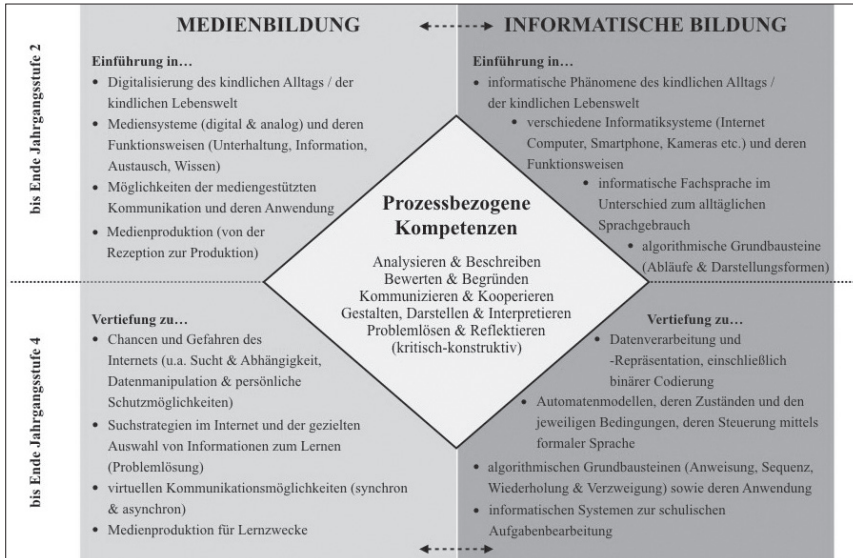 MEDIENBILDUNG
INFORMATISCHE BILDUNG
bis Ende Jahrgangsstufe 2
Einführung in…
• Digitalisierung des kindlichen Alltags / der
kindlichen Lebenswelt
• Mediensysteme (digital & analog) und deren
Funktionsweisen (Unterhaltung, Information,
Austausch, Wissen)
• Möglichkeiten der mediengestützten
Kommunikation und deren Anwendung
• Medienproduktion (von der
Rezeption zur Produktion)
Einführung in…
• informatische Phänomene des kindlichen Alltags /
der kindlichen Lebenswelt
• verschiedene Informatiksysteme (Internet
Computer, Smartphone, Kameras etc.) und deren
Funktionsweisen
• informatische Fachsprache im
Unterschied zum alltäglichen
Sprachgebrauch
• algorithmische Grundbausteine
(Abläufe & Darstellungsformen)
Prozessbezogene
Kompetenzen
Analysieren & Beschreiben
Bewerten & Begründen
Kommunizieren & Kooperieren
Gestalten, Darstellen & Interpretieren
Problemlösen & Reflektieren
(kritisch-konstruktiv)
bis Ende Jahrgangsstufe 4
Vertiefung zu…
• Chancen und Gefahren des
Internets (u.a. Sucht & Abhängigkeit,
Datenmanipulation & persönliche
Schutzmöglichkeiten)
• Suchstrategien im Internet und der gezielten
Auswahl von Informationen zum Lernen
(Problemlösung)
• virtuellen Kommunikationsmöglichkeiten (synchron
& asynchron)
• Medienproduktion für Lernzwecke
Vertiefung zu…
• Datenverarbeitung und
-Repräsentation, einschließlich
binärer Codierung
• Automatenmodellen, deren Zuständen und den
jeweiligen Bedingungen, deren Steuerung mittels
formaler Sprache
• algorithmischen Grundbausteinen (Anweisung, Sequenz,
Wiederholung & Verzweigung) sowie deren Anwendung
• informatischen Systemen zur schulischen
Aufgabenbearbeitung